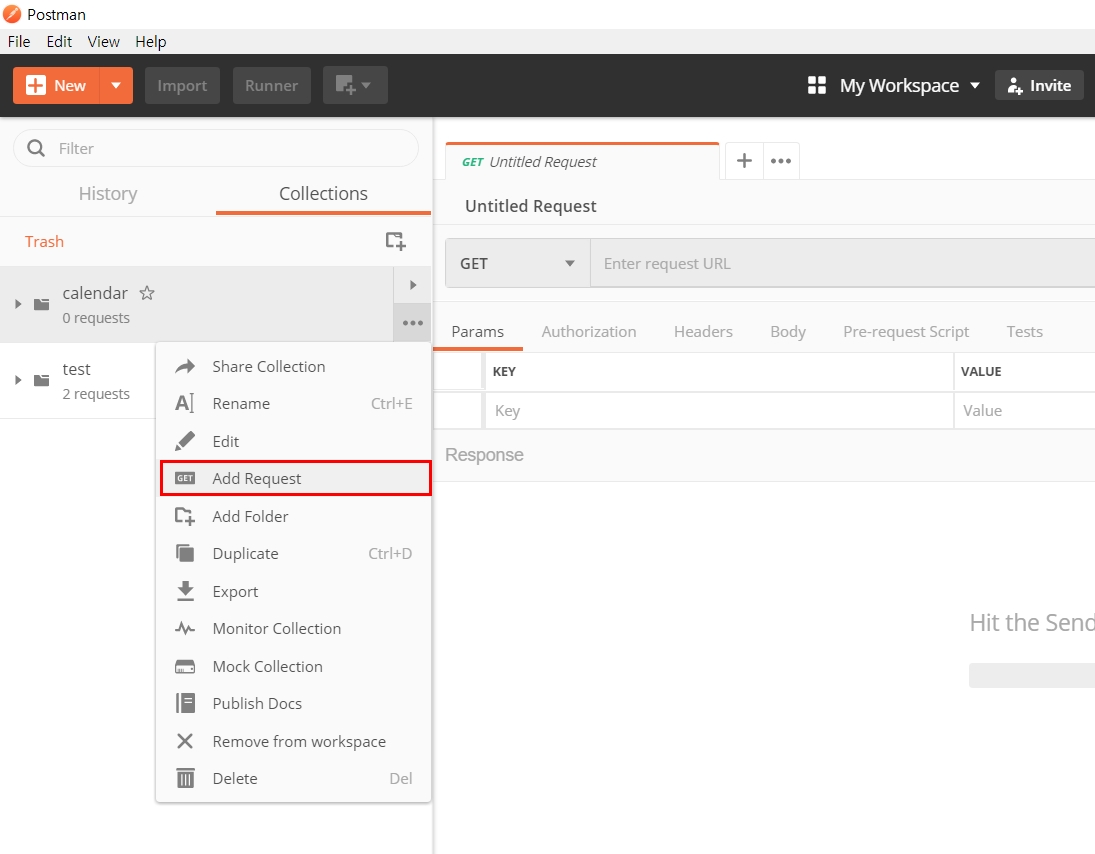 Postman
File Edit View Help
New Import Runner My Workspace Invite
Filter
History Collections
Trash
calendar
0 requests
test
2 requests
Share Collection
Rename Ctrl+E
Edit
GET Add Request
Add Folder
Duplicate Ctrl+D
Export
Monitor Collection
Mock Collection
Publish Docs
Remove from workspace
Delete Del
GET Untitled Request
Untitled Request
GET Enter request URL
Params Authorization Headers Body Pre-request Script Tests
KEY VALUE
Key Value
Response
Hit the Send